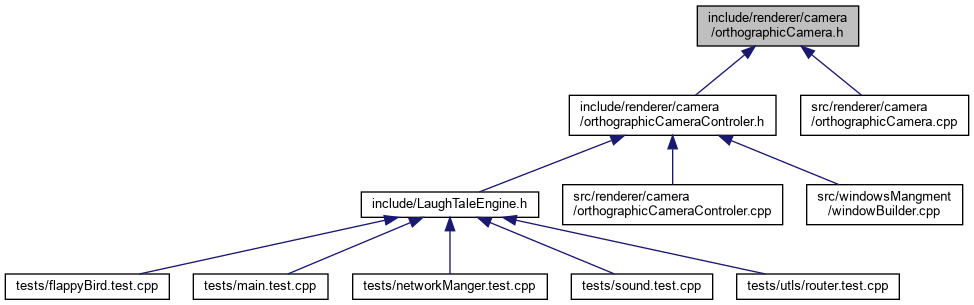 include/renderer/camera
/orthographicCamera.h
include/renderer/camera
/orthographicCameraControler.h
src/renderer/camera
/orthographicCamera.cpp
include/LaughTaleEngine.h
src/renderer/camera
/orthographicCameraControler.cpp
src/windowsMangment
/windowBuilder.cpp
tests/flappyBird.test.cpp
tests/main.test.cpp
tests/networkManger.test.cpp
tests/sound.test.cpp
tests/utls/router.test.cpp